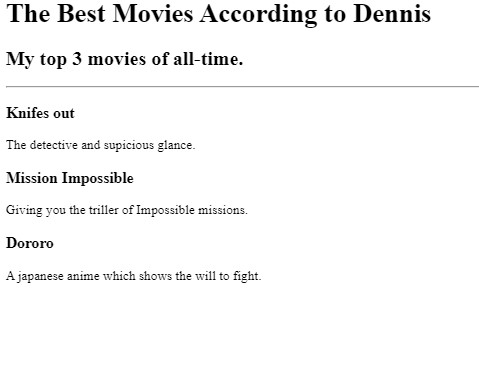 The Best Movies According to Dennis
My top 3 movies of all-time.
Knifes out
The detective and supicious glance.
Mission Impossible
Giving you the triller of Impossible missions.
Dororo
A japanese anime which shows the will to fight.